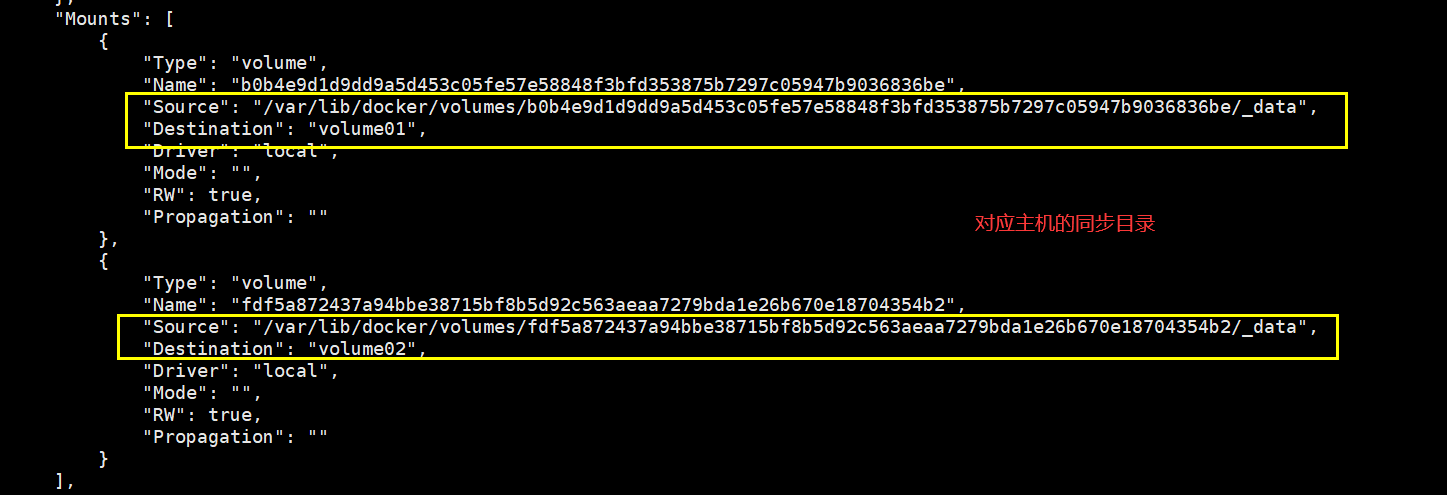 },
"Mounts": [
{
"Type": "volume",
"Name": "b0b4e9d1d9dd9a5d453c05fe57e58848f3bfd353875b7297c05947b9036836be",
"Source": "/var/lib/docker/volumes/b0b4e9d1d9dd9a5d453c05fe57e58848f3bfd353875b7297c05947b9036836be/_data",
"Destination": "volume01",
"Driver": "local",
"Mode": "",
"RW": true,
"Propagation": ""
对应主机的同步目录
},
{
"Type": "volume",
"Name": "fdf5a872437a94bbe38715bf8b5d92c563aeaa7279bda1e26b670e18704354b2",
"Source": "/var/lib/docker/volumes/fdf5a872437a94bbe38715bf8b5d92c563aeaa7279bda1e26b670e18704354b2/_data",
"Destination": "volume02",
"Driver": "local",
"Mode": "",
"RW": true,
"Propagation": ""
}
],